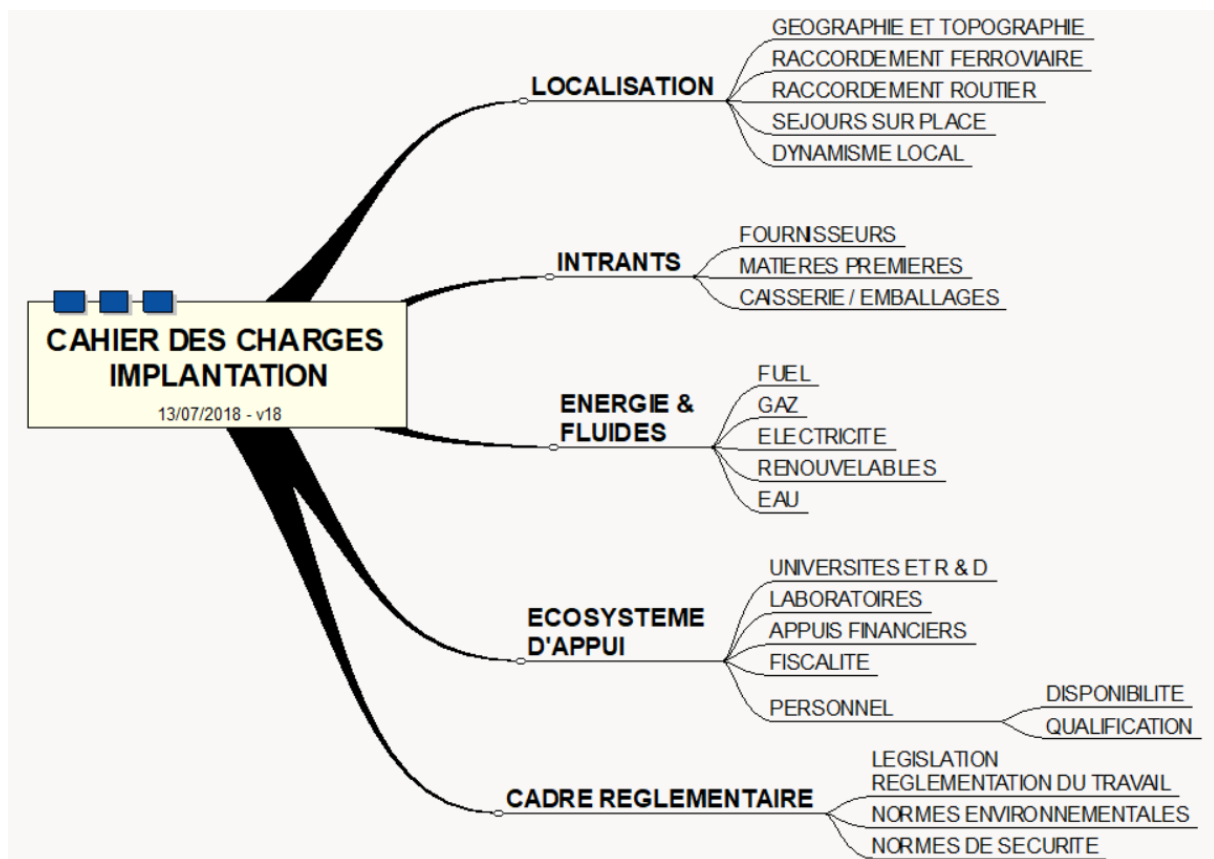 CAHIER DES CHARGES
IMPLANTATION
13/07/2018 - v18
LOCALISATION
GEOGRAPHIE ET TOPOGRAPHIE
RACCORDEMENT FERROVIAIRE
RACCORDEMENT ROUTIER
SEJOURS SUR PLACE
DYNAMISME LOCAL
INTRANTS
FOURNISSEURS
MATIERES PREMIERES
CAISSERIE / EMBALLAGES
ENERGIE &
FLUIDES
FUEL
GAZ
ELECTRICITE
RENOUVELABLES
EAU
ECOSYSTEME
D'APPUI
UNIVERSITES ET R & D
LABORATOIRES
APPUIS FINANCIERS
FISCALITE
PERSONNEL
DISPONIBILITE
QUALIFICATION
CADRE REGLEMENTAIRE
LEGISLATION
REGLEMENTATION DU TRAVAIL
NORMES ENVIRONNEMENTALES
NORMES DE SECURITE